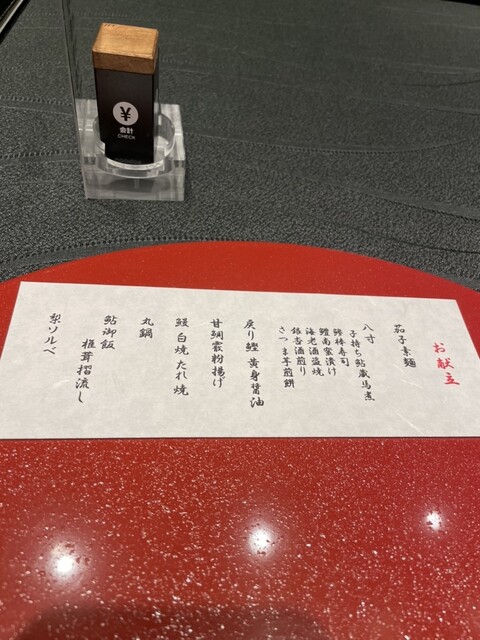 ¥
会計
CHECK
お献立
茄子素麺
八寸
子持ち鮎蔵馬煮
鯖棒寿司
鱧南蛮漬け
海老酒盗焼
銀杏酒煎り
さつま芋煎餅
戻り鰹 黄身醤油
甘鯛霰粉揚げ
鰻 白焼 たれ焼
丸鍋
鮎御飯
椎茸摺流し
梨ソルベ